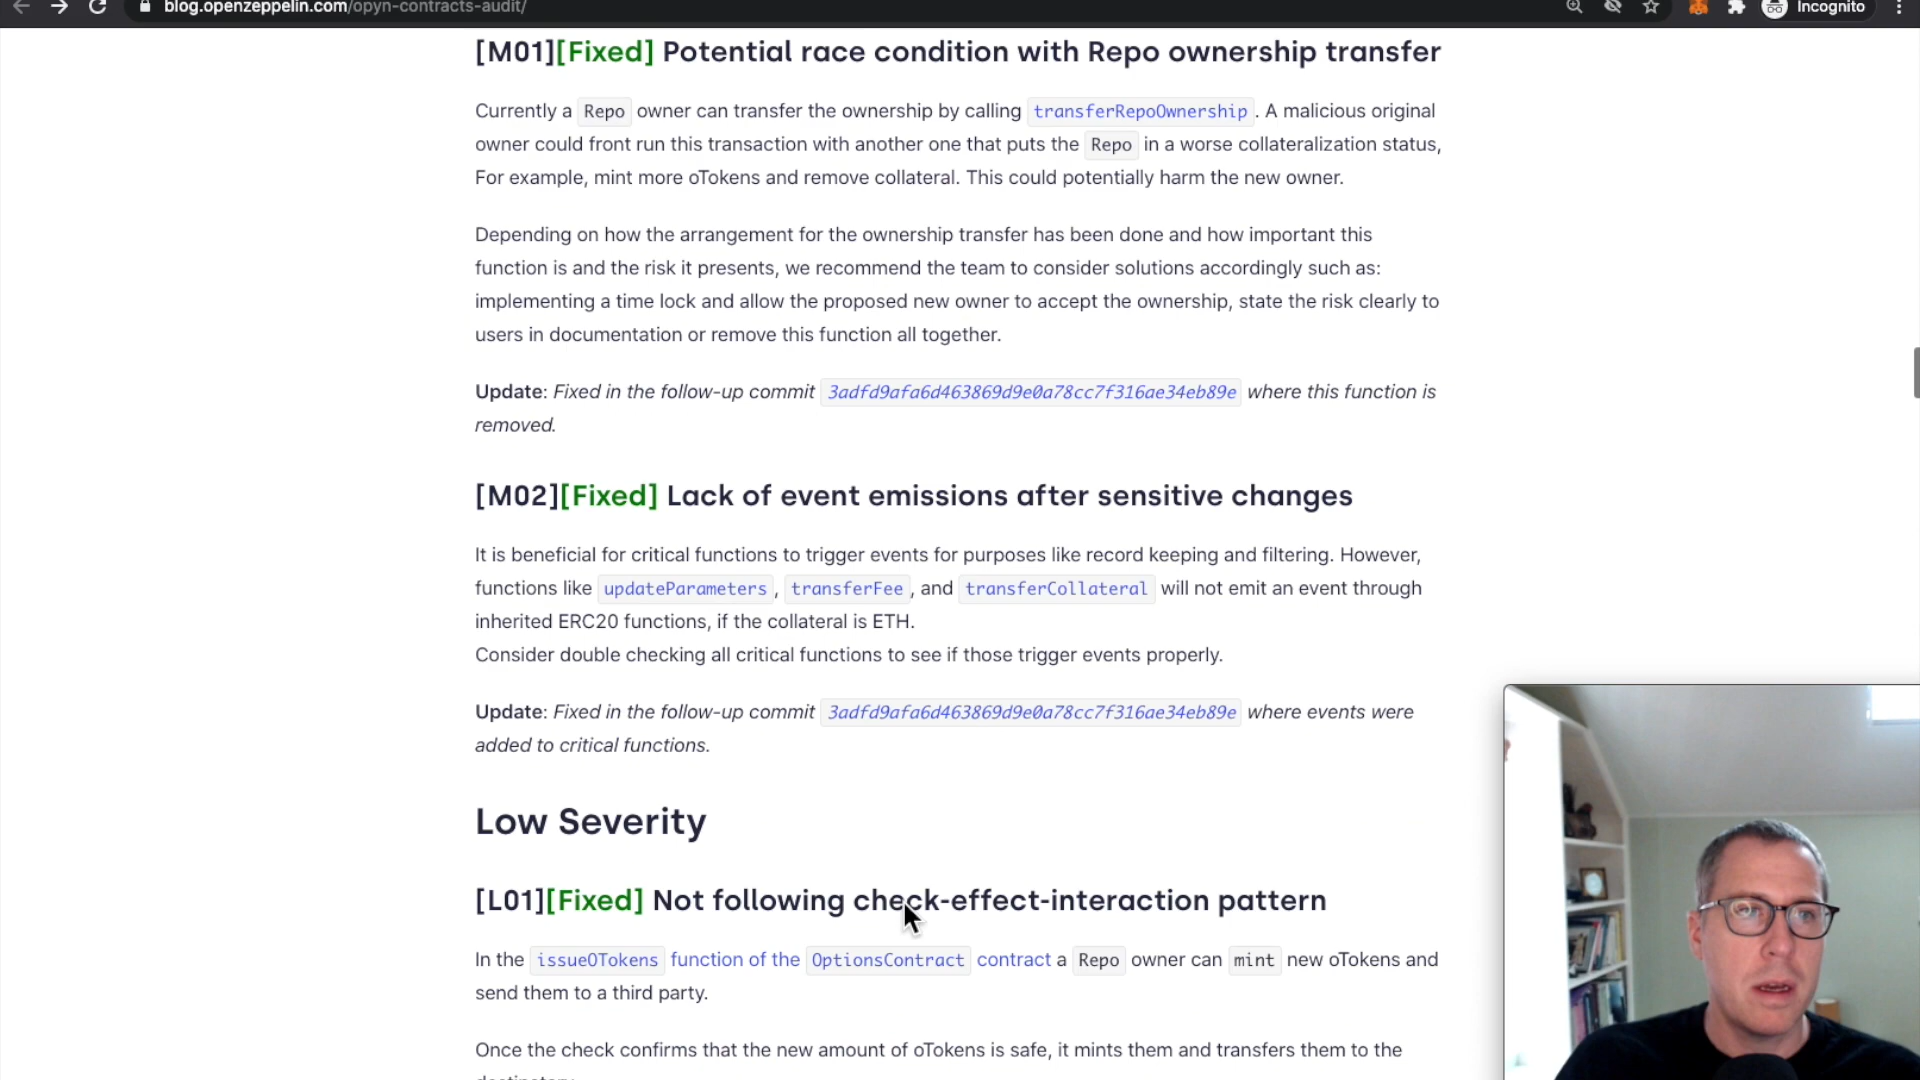 blog.openzeppelin.com/opyn-contracts-audit/
Incognito
[M01][Fixed] Potential race condition with Repo ownership transfer
Currently a Repo owner can transfer the ownership by calling transferRepoOwnership . A malicious original
owner could front run this transaction with another one that puts the Repo in a worse collateralization status,
For example, mint more oTokens and remove collateral. This could potentially harm the new owner.
Depending on how the arrangement for the ownership transfer has been done and how important this
function is and the risk it presents, we recommend the team to consider solutions accordingly such as:
implementing a time lock and allow the proposed new owner to accept the ownership, state the risk clearly to
users in documentation or remove this function all together.
Update: Fixed in the follow-up commit 3adfd9afa6d463869d9e0a78cc7f316ae34eb89e where this function is
removed.
[M02][Fixed] Lack of event emissions after sensitive changes
It is beneficial for critical functions to trigger events for purposes like record keeping and filtering. However,
functions like updateParameters , transferFee , and transferCollateral will not emit an event through
inherited ERC20 functions, if the collateral is ETH.
Consider double checking all critical functions to see if those trigger events properly.
Update: Fixed in the follow-up commit 3adfd9afa6d463869d9e0a78cc7f316ae34eb89e where events were
added to critical functions.
Low Severity
[L01][Fixed] Not following check-effect-interaction pattern
In the issueOTokens function of the OptionsContract contract a Repo owner can mint new oTokens and
send them to a third party.
Once the check confirms that the new amount of oTokens is safe, it mints them and transfers them to the